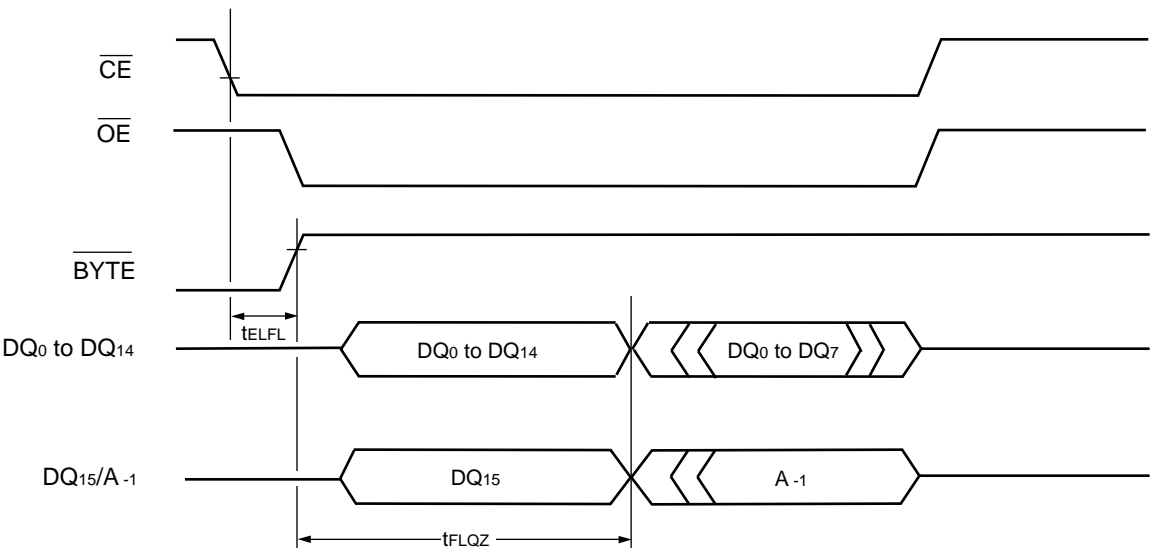 CE
OE
BYTE
tELFL
DQ0 to DQ14
DQ0 to DQ14
DQ0 to DQ7
DQ15/A -1
DQ15
A -1
tFLQZ